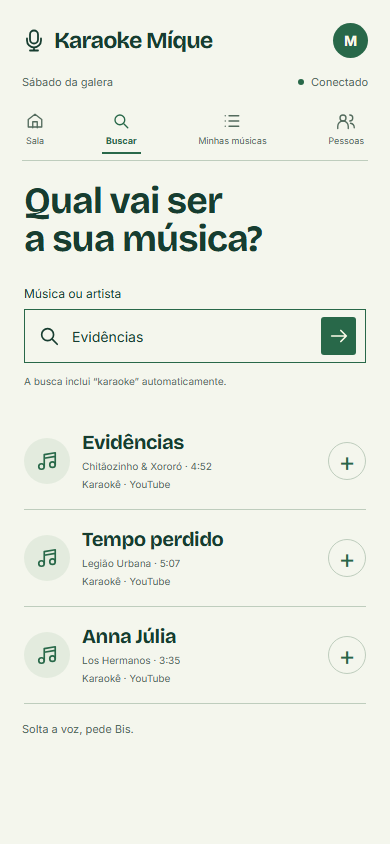 Karaoke Míque
M
Sábado da galera
Conectado
Sala
Buscar
Minhas músicas
Pessoas
Qual vai ser
a sua música?
Música ou artista
Evidências
A busca inclui “karaoke” automaticamente.
Evidências
Chitãozinho & Xororó · 4:52
Karaokê · YouTube
Tempo perdido
Legião Urbana · 5:07
Karaokê · YouTube
Anna Júlia
Los Hermanos · 3:35
Karaokê · YouTube
Solta a voz, pede Bis.